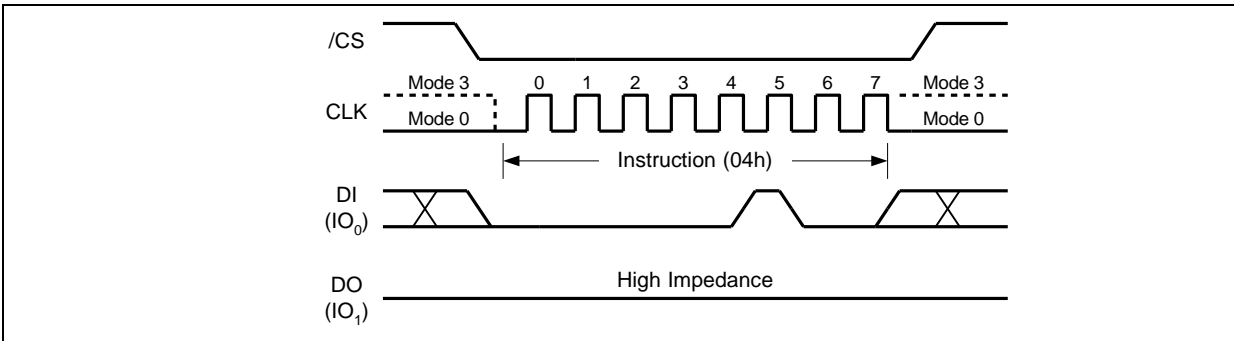 /CS
Mode 3 0 1 2 3 4 5 6 7 Mode 3
CLK
Mode 0 Mode 0
Instruction (04h)
DI
(IO0)
High Impedance
DO
(IO1)